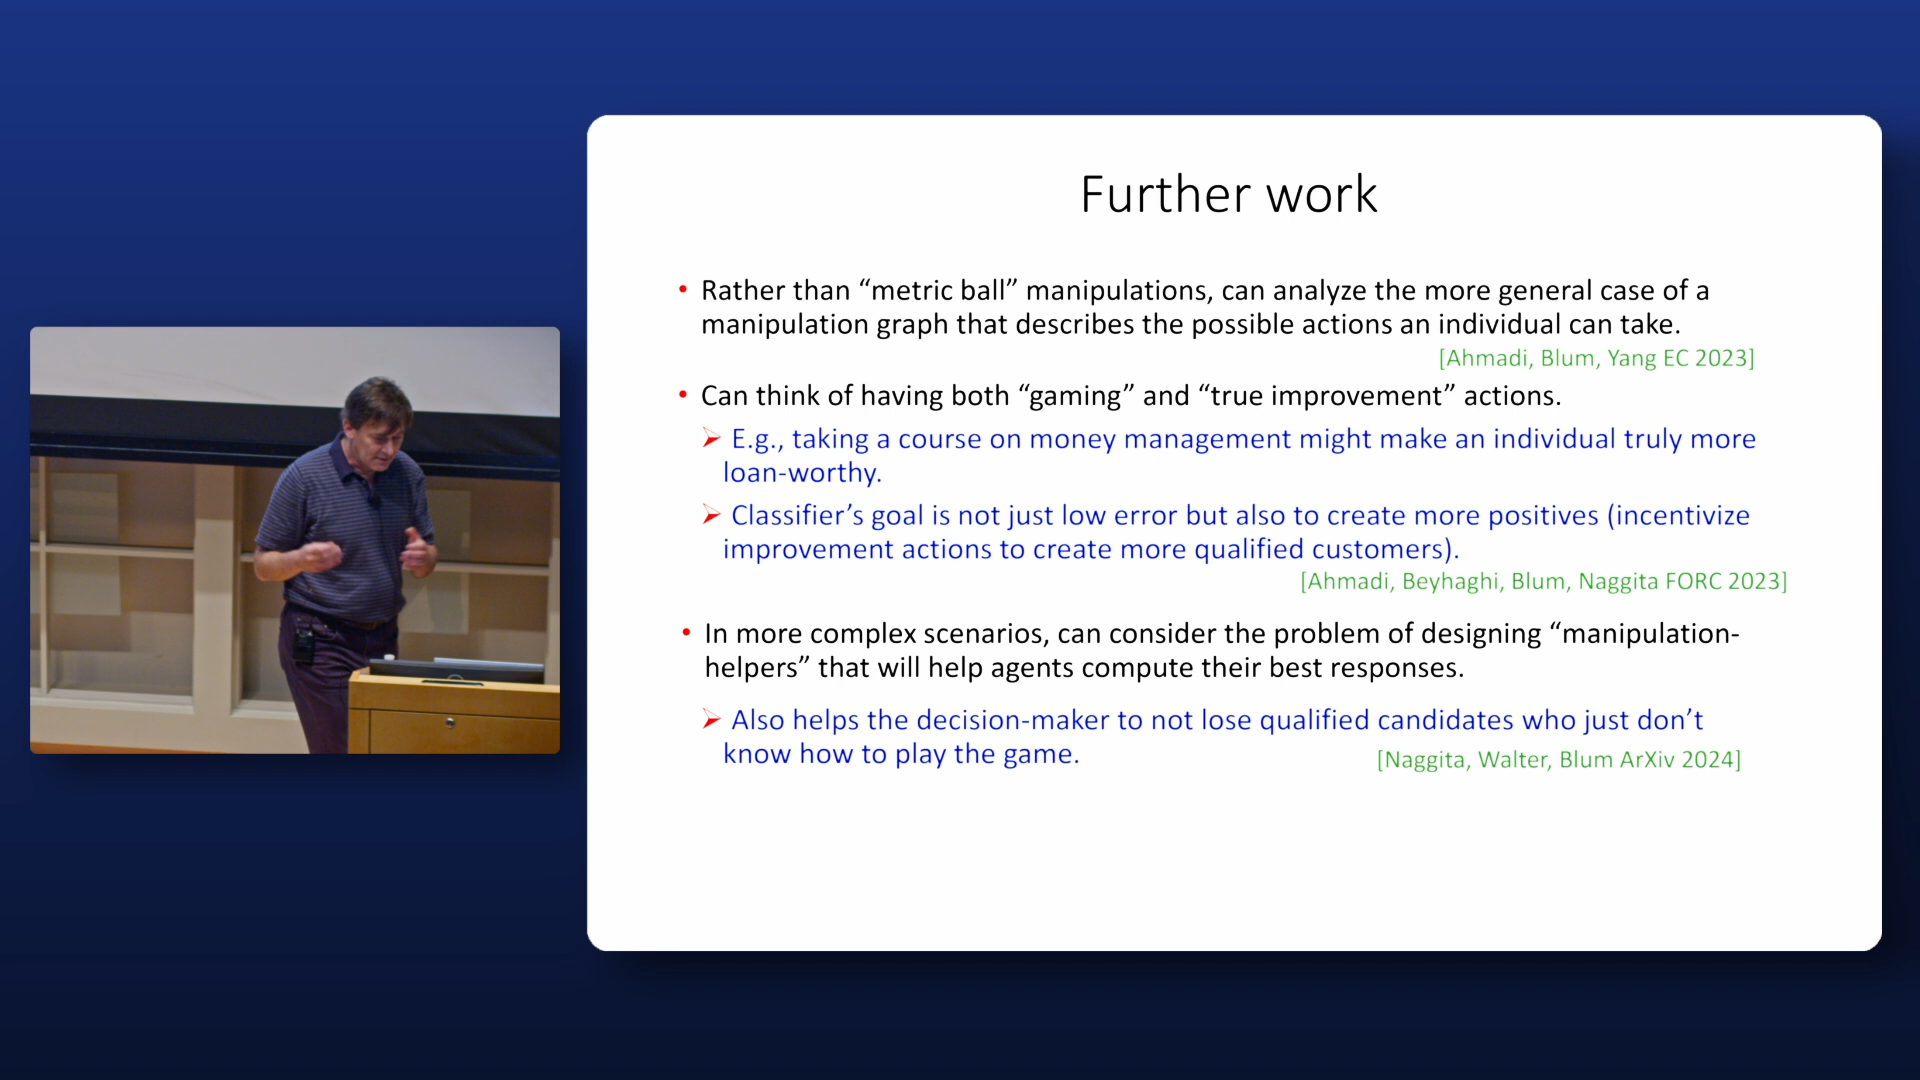 Further work
• Rather than “metric ball” manipulations, can analyze the more general case of a
manipulation graph that describes the possible actions an individual can take.
[Ahmadi, Blum, Yang EC 2023]
• Can think of having both “gaming” and “true improvement” actions.
➢ E.g., taking a course on money management might make an individual truly more
loan-worthy.
➢ Classifier’s goal is not just low error but also to create more positives (incentivize
improvement actions to create more qualified customers).
[Ahmadi, Beyhaghi, Blum, Naggita FORC 2023]
• In more complex scenarios, can consider the problem of designing “manipulation-
helpers” that will help agents compute their best responses.
➢ Also helps the decision-maker to not lose qualified candidates who just don’t
know how to play the game.
[Naggita, Walter, Blum ArXiv 2024]